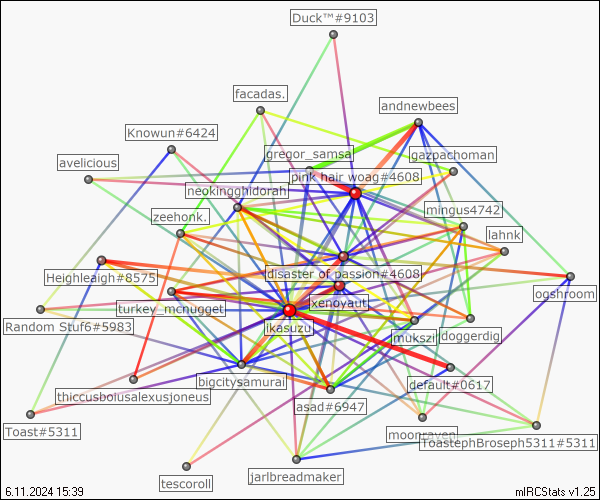 Duck™#9103
facadas.
andnewbees
Knowun#6424
gregor_samsa
gazpachoman
avelicious
pink hair woag#4608
neokingghidorah
mingus4742
zeehonk.
lahnk
disaster of passion#4608
Heighleigh#8575
ogshroom
turkey_mcnugget
xenoyaut
Random Stuf6#5983
ikasuzu
mukszil
doggerdig
bigcitysamurai
default#0617
thiccusbolusalexusjoneus
asad#6947
Toast#5311
moonraven
ToastephBroseph5311#5311
tescoroll
jarlbreadmaker
6.11.2024 15:39
mIRCStats v1.25